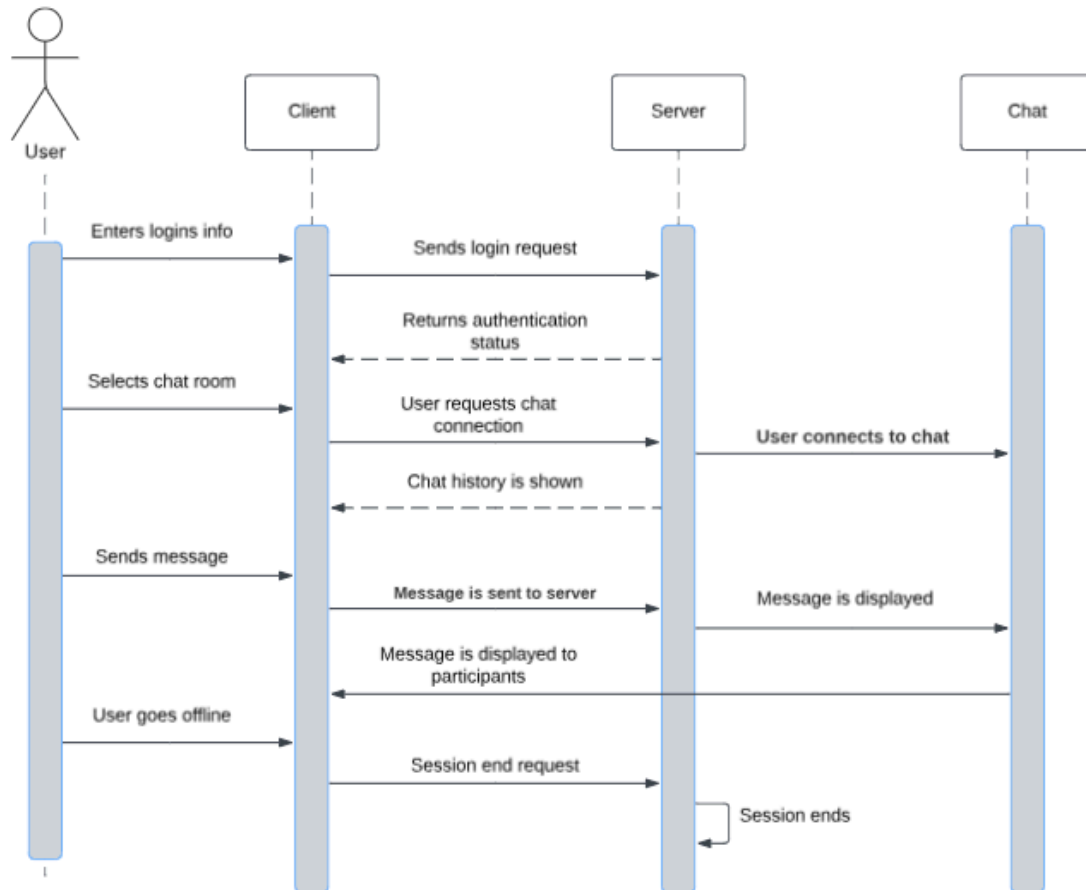 Client
Server
Chat
User
Enters logins info
Sends login request
Returns authentication
status
Selects chat room
User requests chat
connection
User connects to chat
Chat history is shown
Sends message
Message is sent to server
Message is displayed
Message is displayed to
participants
User goes offline
Session end request
Session ends